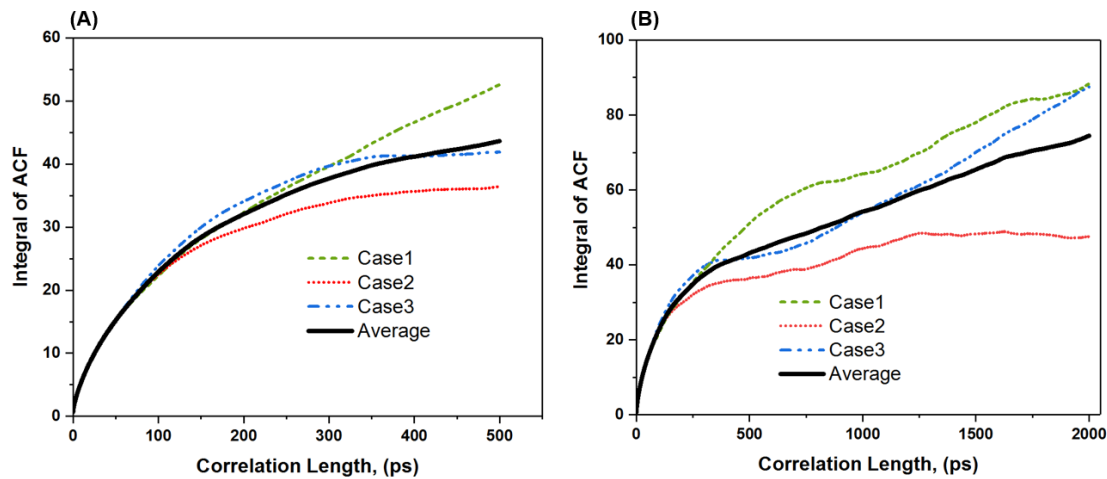 (A)
60
50
40
30
20
10
0
Integral of ACF
Case1
Case2
Case3
Average
0 100 200 300 400 500
Correlation Length, (ps)
(B)
100
80
60
40
20
0
Integral of ACF
Case1
Case2
Case3
Average
0 500 1000 1500 2000
Correlation Length, (ps)